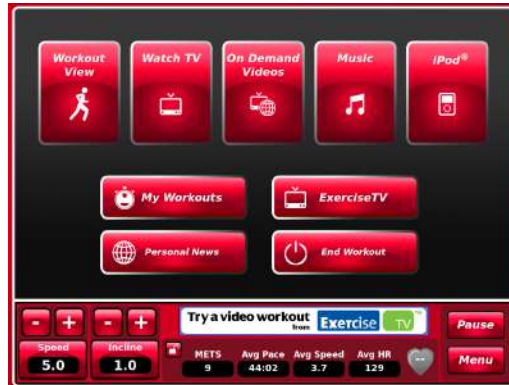 Workout
View
Watch TV
On Demand
Videos
Music
iPod®
My Workouts
ExerciseTV
Personal News
End Workout
- + - +
Try a video workout
from Exercise TV™
Pause
Speed
5.0
Incline
1.0
METS
9
Avg Pace
44:02
Avg Speed
3.7
Avg HR
129
--
Menu